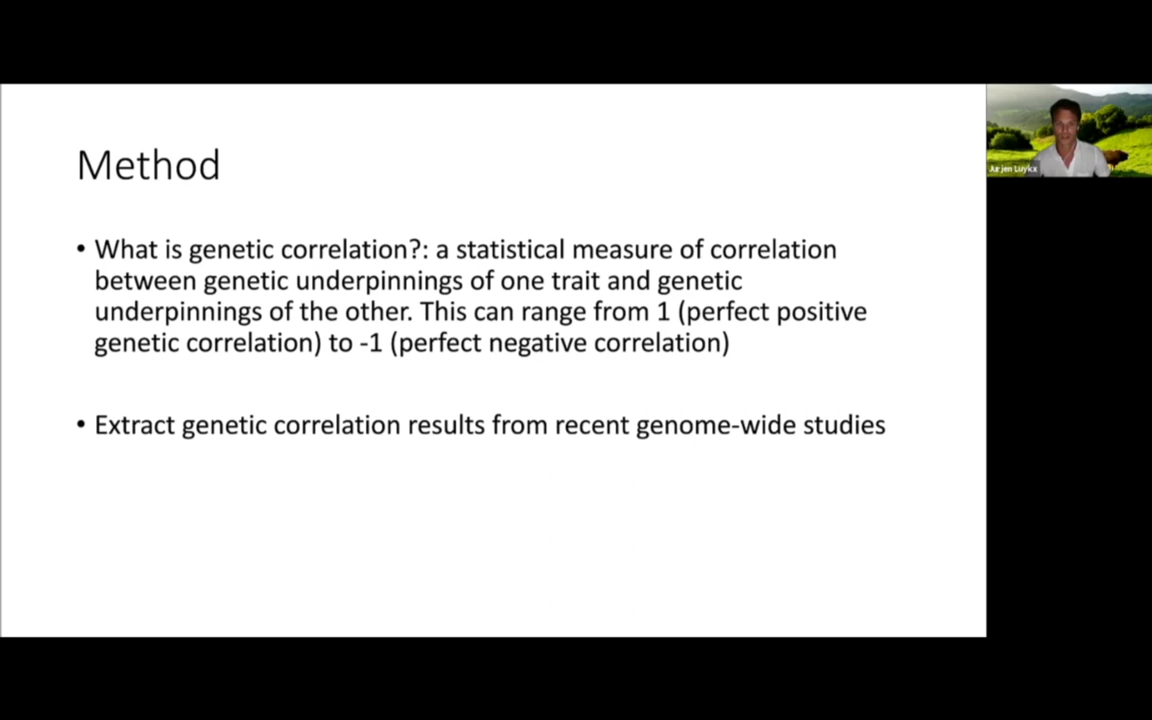 Method
• What is genetic correlation?: a statistical measure of correlation
between genetic underpinnings of one trait and genetic
underpinnings of the other. This can range from 1 (perfect positive
genetic correlation) to -1 (perfect negative correlation)
• Extract genetic correlation results from recent genome-wide studies
Jurjen Luykx